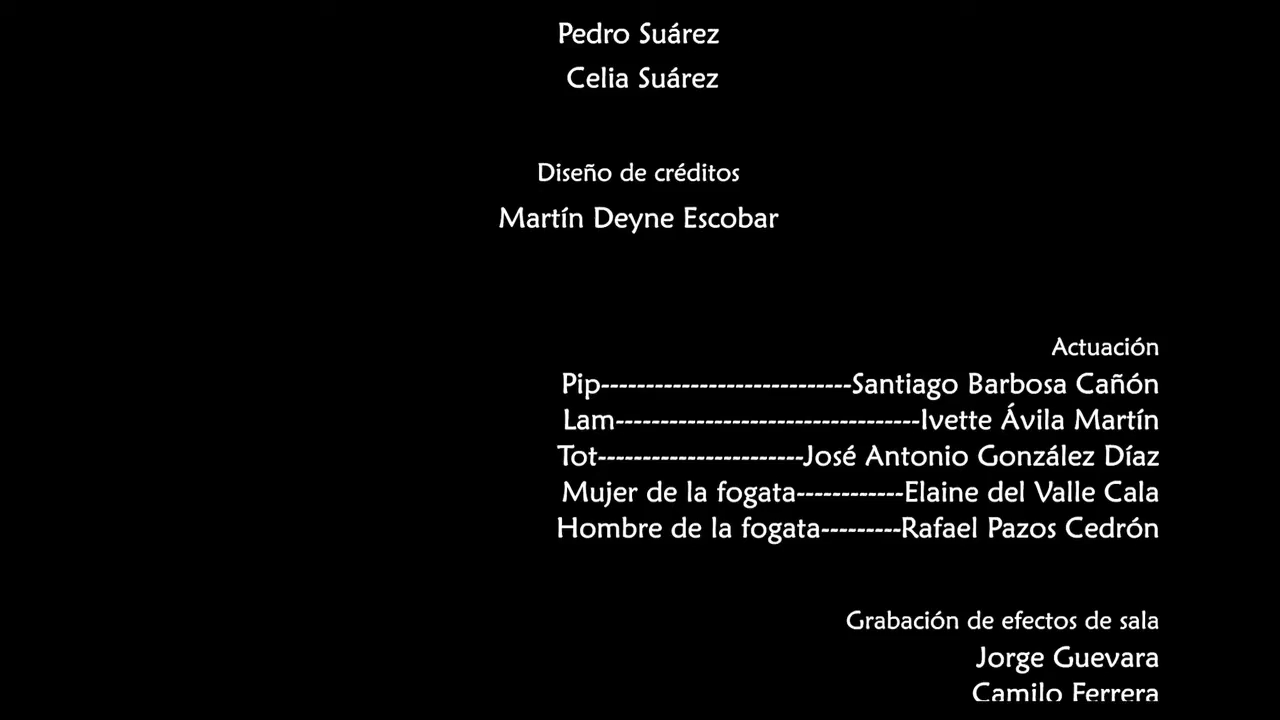 Pedro Suárez
Celia Suárez
Diseño de créditos
Martín Deyne Escobar
Actuación
Pip----------------------------Santiago Barbosa Cañón
Lam----------------------------------Ivette Ávila Martín
Tot-----------------------José Antonio González Díaz
Mujer de la fogata------------Elaine del Valle Cala
Hombre de la fogata---------Rafael Pazos Cedrón
Grabación de efectos de sala
Jorge Guevara
Camilo Ferrera